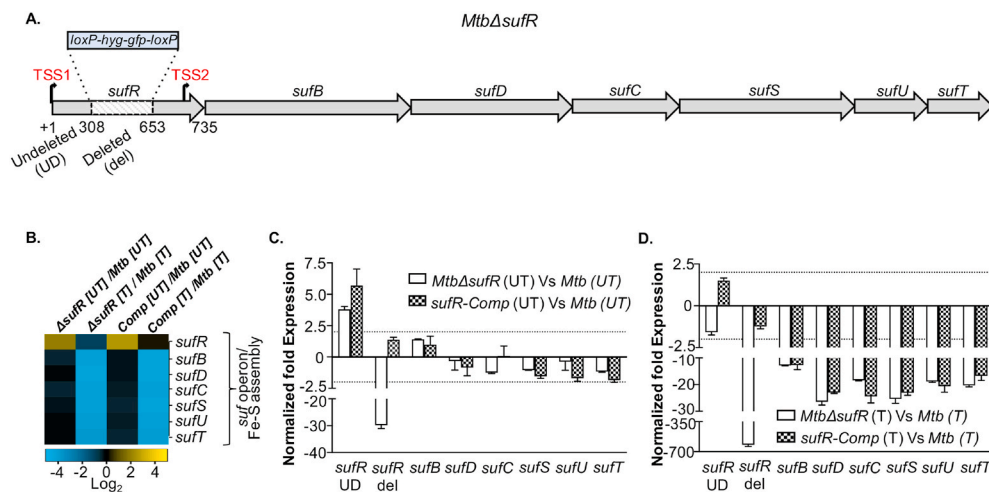 A.
MtbΔsufR
loxP-hyg-gfp-loxP
TSS1
TSS2
sufR
sufB
sufD
sufC
sufS
sufU
sufT
+1
308
653
735
Undeleted
(UD)
Deleted
(del)
B.
ΔsufR [UT] /Mtb [UT]
ΔsufR [T] / Mtb [T]
Comp [UT] /Mtb [UT]
Comp [T] /Mtb [T]
sufR
sufB
sufD
sufC
sufS
sufU
sufT
suf operon/
Fe-S assembly
-5.0
-2.5
0
2.5
5.0
Log2
C.
Normalized fold Expression
7.5
5.0
2.5
0
-2.5
-20
-30
-40
MtbΔsufR (UT) Vs Mtb (UT)
sufR-Comp (UT) Vs Mtb (UT)
sufR UD
sufR del
sufB
sufD
sufC
sufS
sufU
sufT
D.
Normalized fold Expression
2.5
0
-2.5
-10
-20
-30
-350
-700
MtbΔsufR (T) Vs Mtb (T)
sufR-Comp (T) Vs Mtb (T)
sufR UD
sufR del
sufB
sufD
sufC
sufS
sufU
sufT